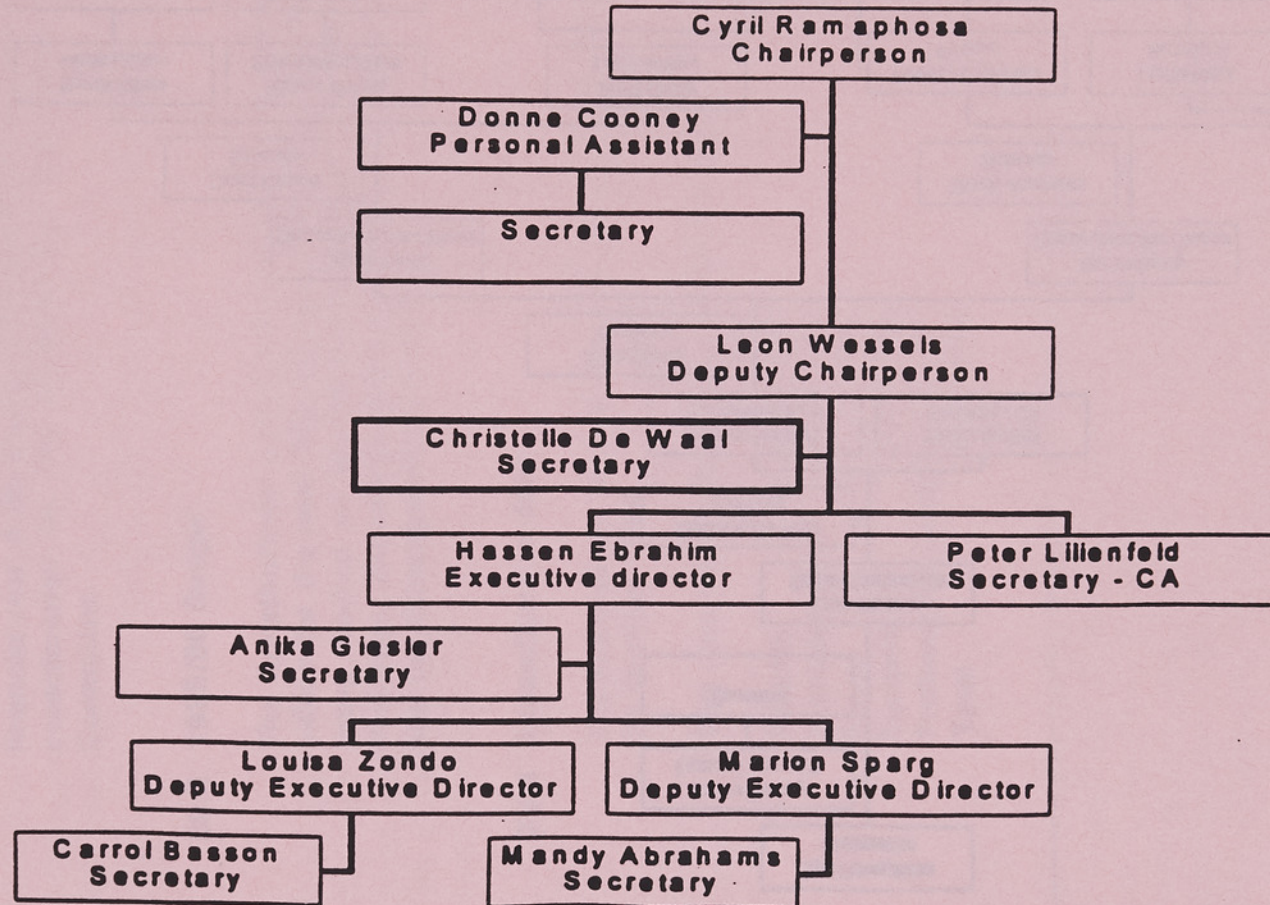 Cyril Ramaphosa
Chairperson
Donne Cooney
Personal Assistant
Secretary
Leon Wessels
Deputy Chairperson
Christelle De Waal
Secretary
Hassen Ebrahim
Executive director
Peter Lilienfeld
Secretary - CA
Anika Giesler
Secretary
Louisa Zondo
Deputy Executive Director
Marion Sparg
Deputy Executive Director
Carrol Basson
Secretary
Mandy Abrahams
Secretary